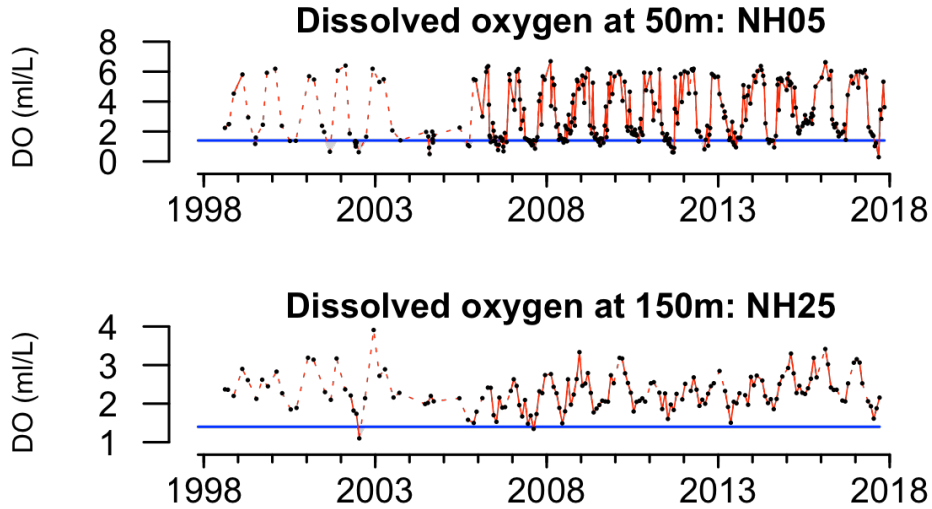 Dissolved oxygen at 50m: NH05
DO (ml/L)
8
6
4
2
0
1998 2003 2008 2013 2018
Dissolved oxygen at 150m: NH25
DO (ml/L)
4
3
2
1
1998 2003 2008 2013 2018